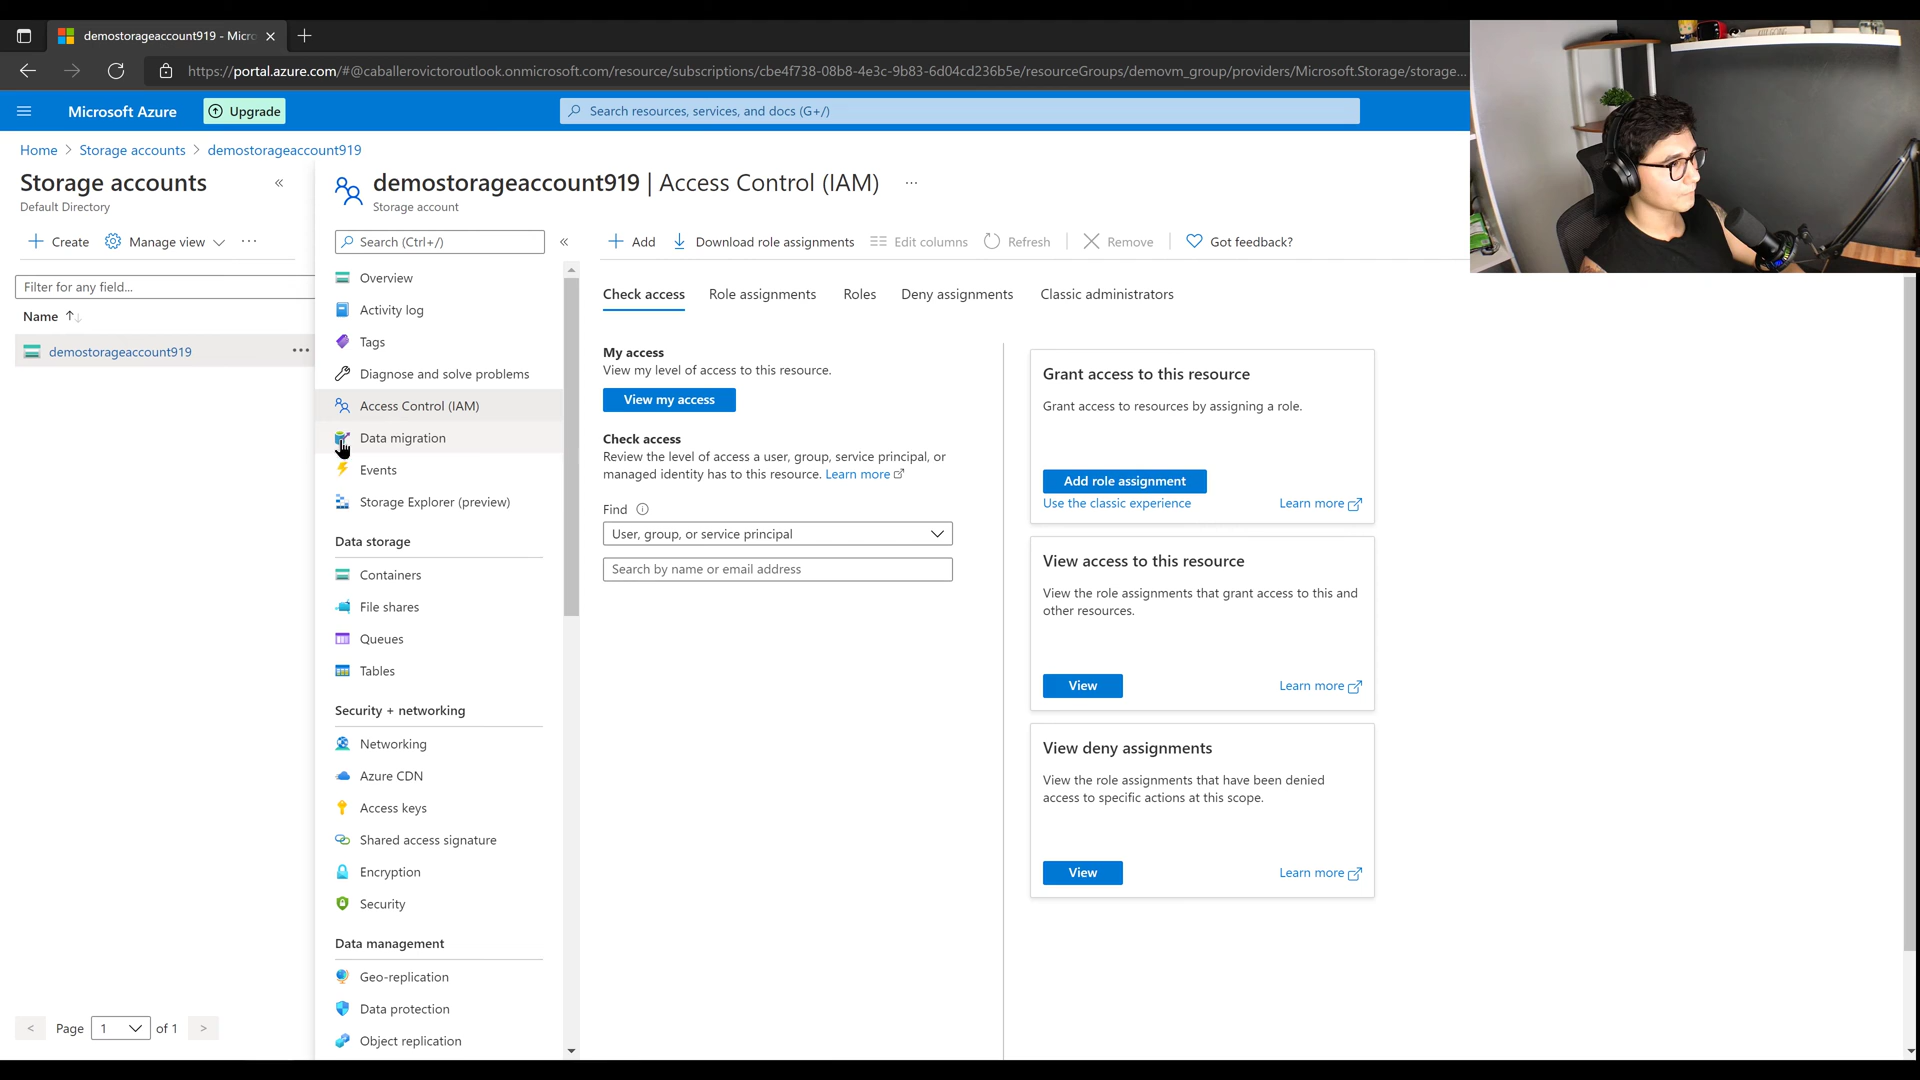 demostorageaccount919 - Micro
https://portal.azure.com/#@caballerovictoroutlook.onmicrosoft.com/resource/subscriptions/cbe4f738-08b8-4e3c-9b83-6d04cd236b5e/resourceGroups/demovm_group/providers/Microsoft.Storage/storage...
Microsoft Azure
Upgrade
Search resources, services, and docs (G+/)
Home > Storage accounts > demostorageaccount919
Storage accounts
Default Directory
+ Create Manage view ...
Filter for any field...
Name
demostorageaccount919 ...
< Page 1 of 1 >
demostorageaccount919 | Access Control (IAM) ...
Storage account
Search (Ctrl+/)
Overview
Activity log
Tags
Diagnose and solve problems
Access Control (IAM)
Data migration
Events
Storage Explorer (preview)
Data storage
Containers
File shares
Queues
Tables
Security + networking
Networking
Azure CDN
Access keys
Shared access signature
Encryption
Security
Data management
Geo-replication
Data protection
Object replication
+ Add Download role assignments Edit columns Refresh Remove Got feedback?
Check access Role assignments Roles Deny assignments Classic administrators
My access
View my level of access to this resource.
View my access
Check access
Review the level of access a user, group, service principal, or
managed identity has to this resource. Learn more
Find
User, group, or service principal
Search by name or email address
Grant access to this resource
Grant access to resources by assigning a role.
Add role assignment
Use the classic experience Learn more
View access to this resource
View the role assignments that grant access to this and
other resources.
View Learn more
View deny assignments
View the role assignments that have been denied
access to specific actions at this scope.
View Learn more